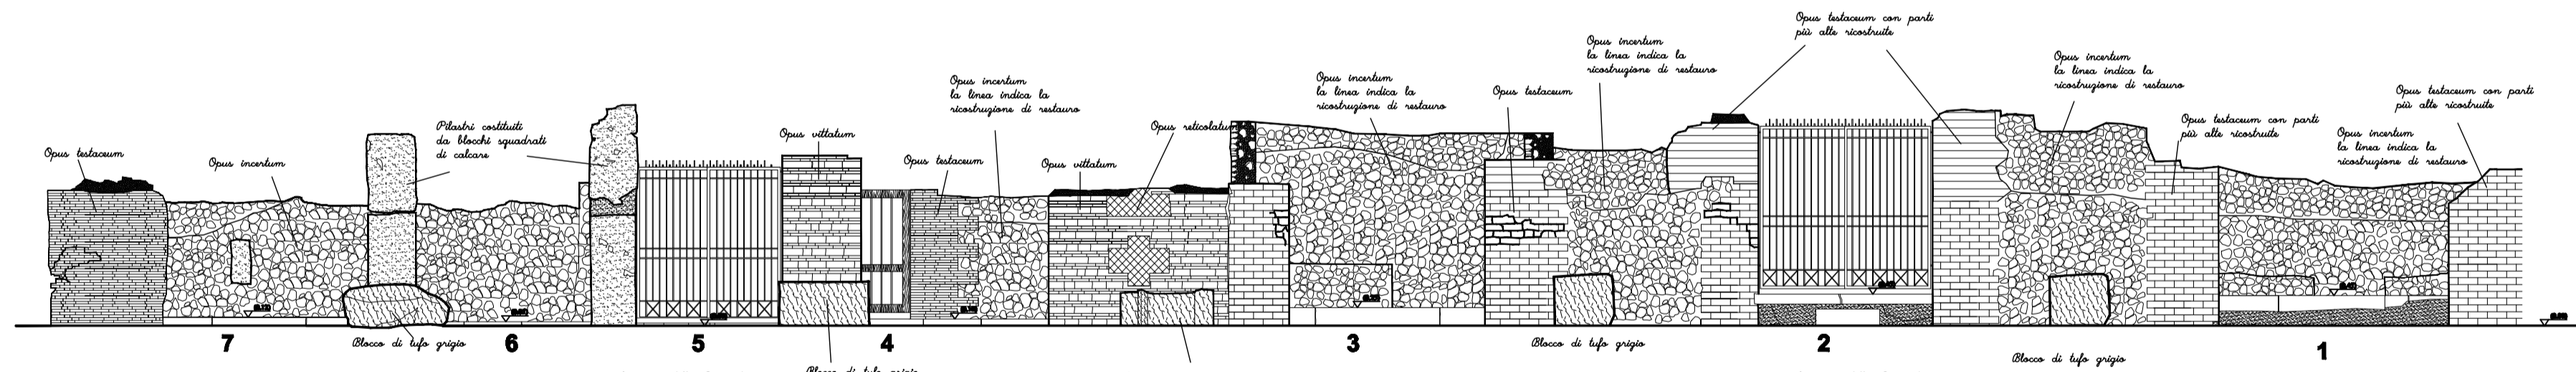 Opus testaceum
Opus incertum
Pilastri costituiti
da blocchi squadrati
di calcare
Opus vittatum
Opus testaceum
Opus incertum
la linea indica la
ricostruzione di restauro
Opus vittatum
Opus reticolatum
Opus incertum
la linea indica la
ricostruzione di restauro
Opus testaceum
Opus incertum
la linea indica la
ricostruzione di restauro
Opus testaceum con parti
più alte ricostruite
Opus incertum
la linea indica la
ricostruzione di restauro
Opus testaceum con parti
più alte ricostruite
Opus incertum
la linea indica la
ricostruzione di restauro
Opus testaceum con parti
più alte ricostruite
7
6
5
4
3
2
1
Blocco di tufo grigio
Blocco di tufo grigio
Blocco di tufo grigio
Blocco di tufo grigio